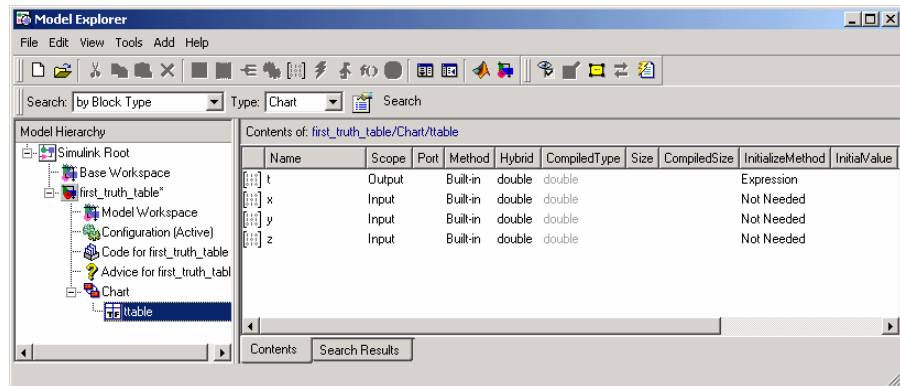 Model Explorer
File Edit View Tools Add Help
Search: by Block Type Type: Chart Search
Model Hierarchy
Simulink Root
Base Workspace
first_truth_table*
Model Workspace
Configuration (Active)
Code for first_truth_table
Advice for first_truth_tabl
Chart
ttable
Contents of: first_truth_table/Chart/ttable
Name Scope Port Method Hybrid CompiledType Size CompiledSize InitializeMethod InitialValue
t Output Built-in double double Expression
x Input Built-in double double Not Needed
y Input Built-in double double Not Needed
z Input Built-in double double Not Needed
Contents Search Results